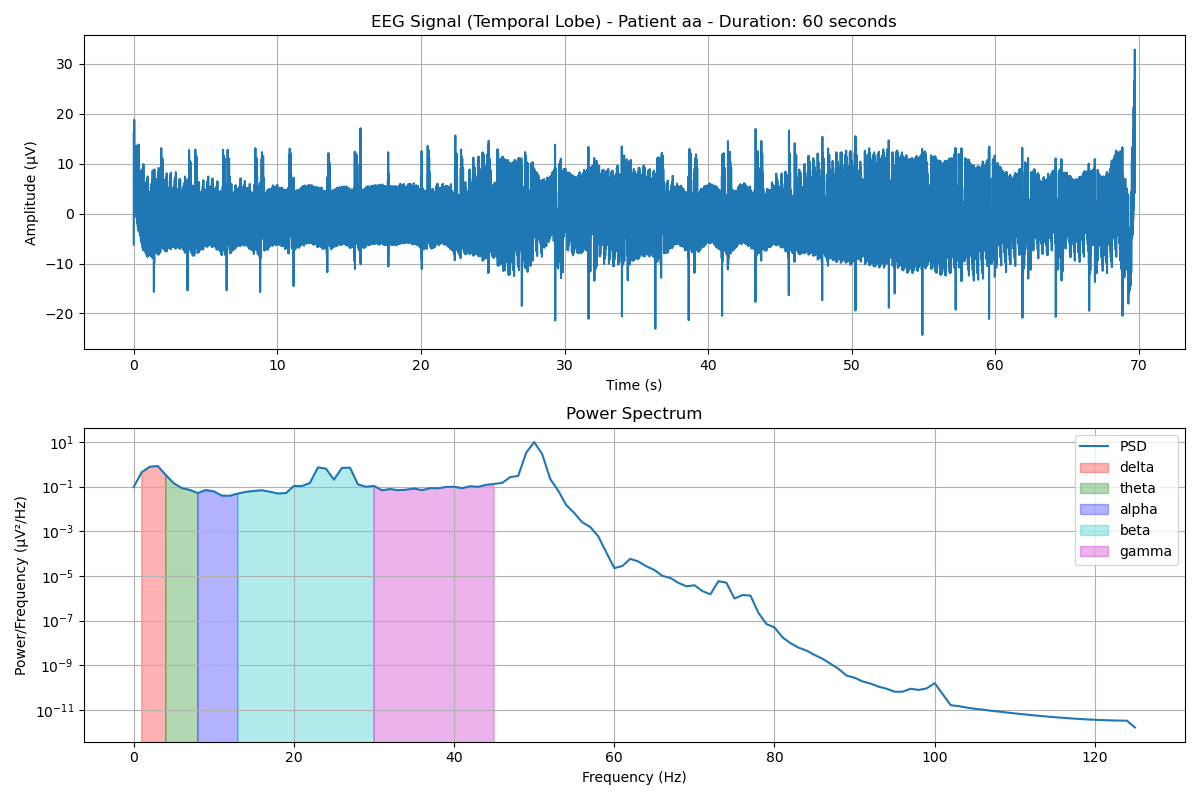 EEG Signal (Temporal Lobe) - Patient aa - Duration: 60 seconds
Amplitude (µV)
30
20
10
0
−10
−20
0 10 20 30 40 50 60 70
Time (s)
Power Spectrum
Power/Frequency (µV²/Hz)
10¹
10⁻¹
10⁻³
10⁻⁵
10⁻⁷
10⁻⁹
10⁻¹¹
PSD
delta
theta
alpha
beta
gamma
0 20 40 60 80 100 120
Frequency (Hz)